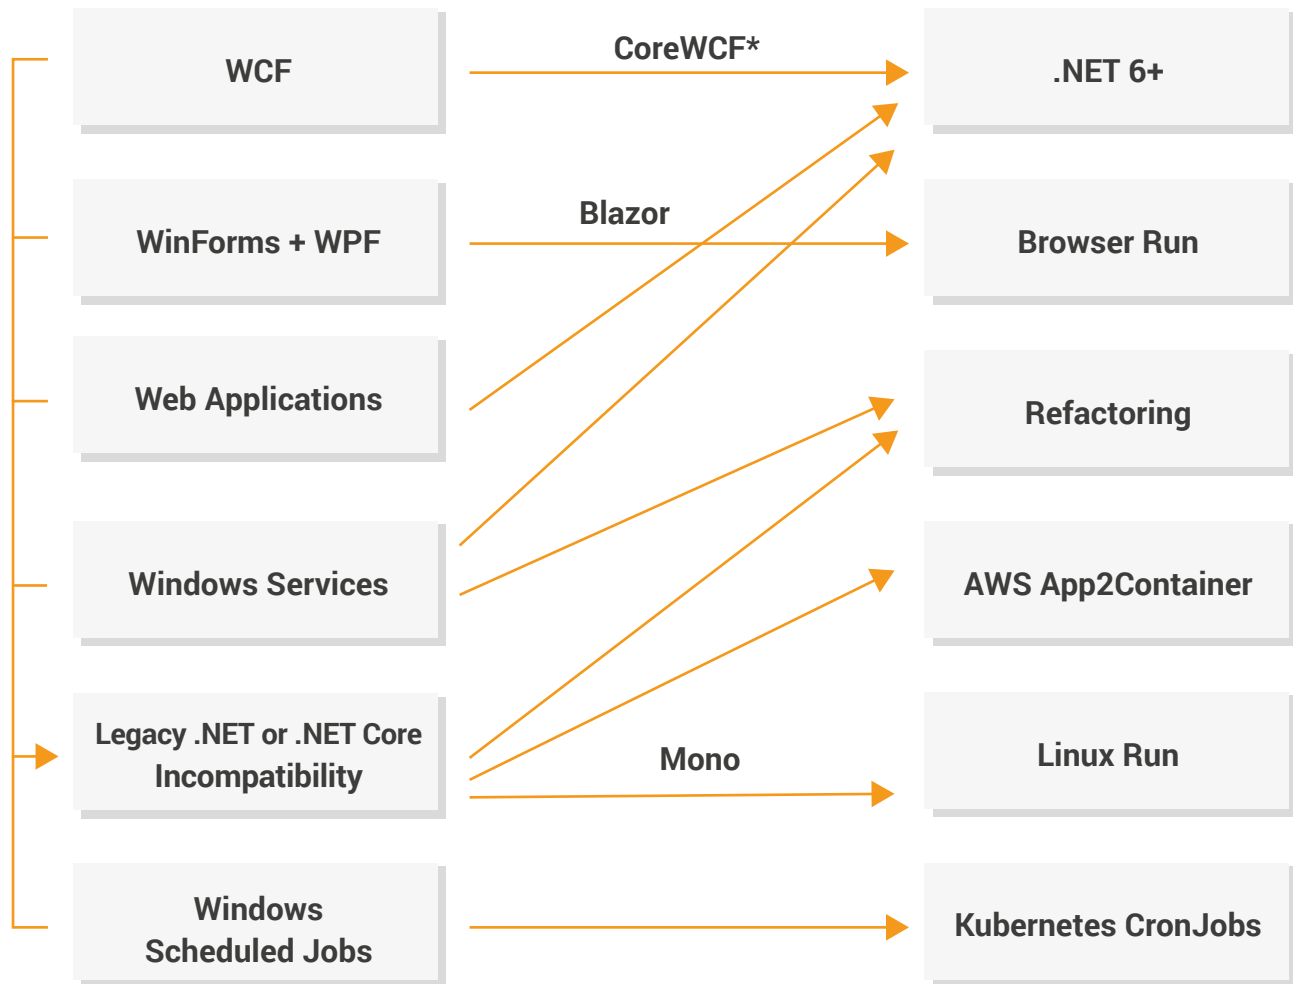 WCF
CoreWCF*
.NET 6+
WinForms + WPF
Blazor
Browser Run
Web Applications
Refactoring
Windows Services
AWS App2Container
Legacy .NET or .NET Core
Incompatibility
Mono
Linux Run
Windows
Scheduled Jobs
Kubernetes CronJobs